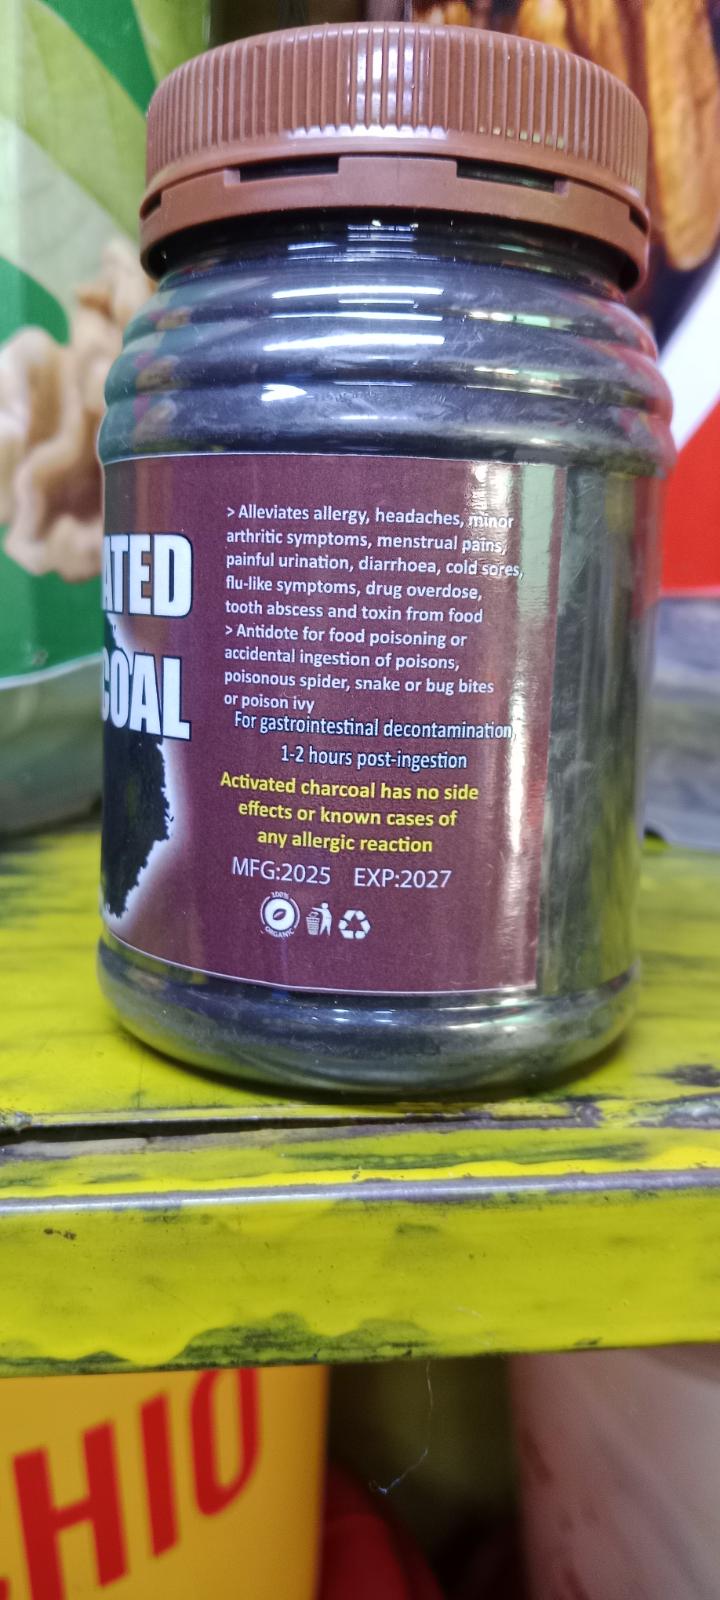 ATED
COAL
> Alleviates allergy, headaches, minor
arthritic symptoms, menstrual pains,
painful urination, diarrhoea, cold sores,
flu-like symptoms, drug overdose,
tooth abscess and toxin from food
> Antidote for food poisoning or
accidental ingestion of poisons,
poisonous spider, snake or bug bites
or poison ivy
For gastrointestinal decontamination,
1-2 hours post-ingestion
Activated charcoal has no side
effects or known cases of
any allergic reaction
MFG:2025 EXP:2027
100%
ORGANIC
HIO